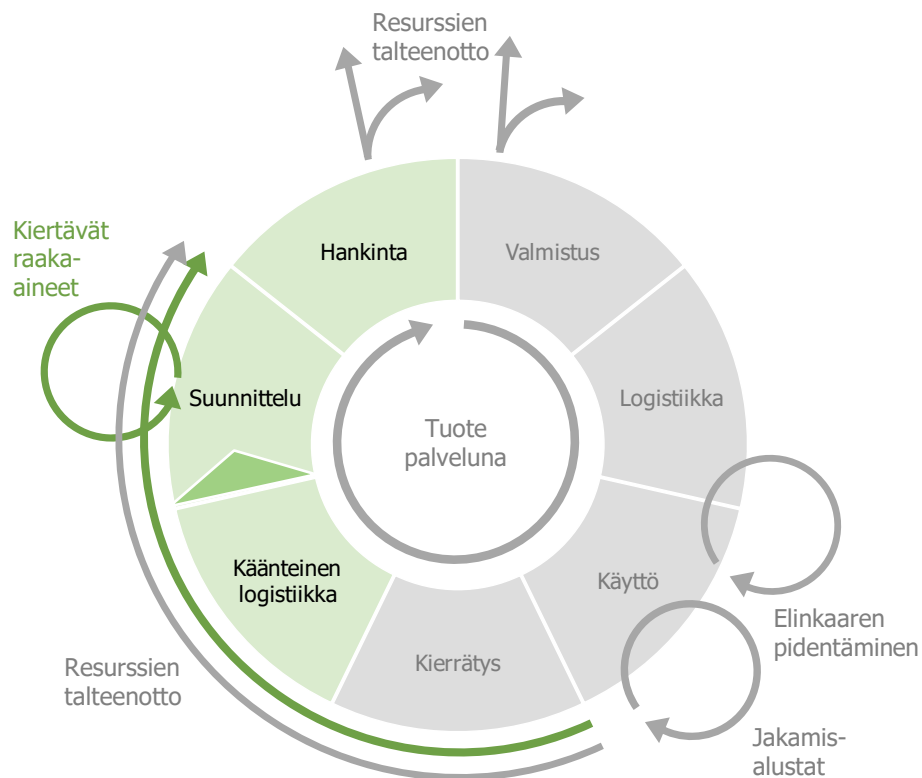 Resurssien
talteenotto
Kiertävät
raaka-
aineet
Hankinta
Valmistus
Suunnittelu
Logistiikka
Tuote
palveluna
Käänteinen
logistiikka
Käyttö
Kierrätys
Elinkaaren
pidentäminen
Resurssien
talteenotto
Jakamis-
alustat